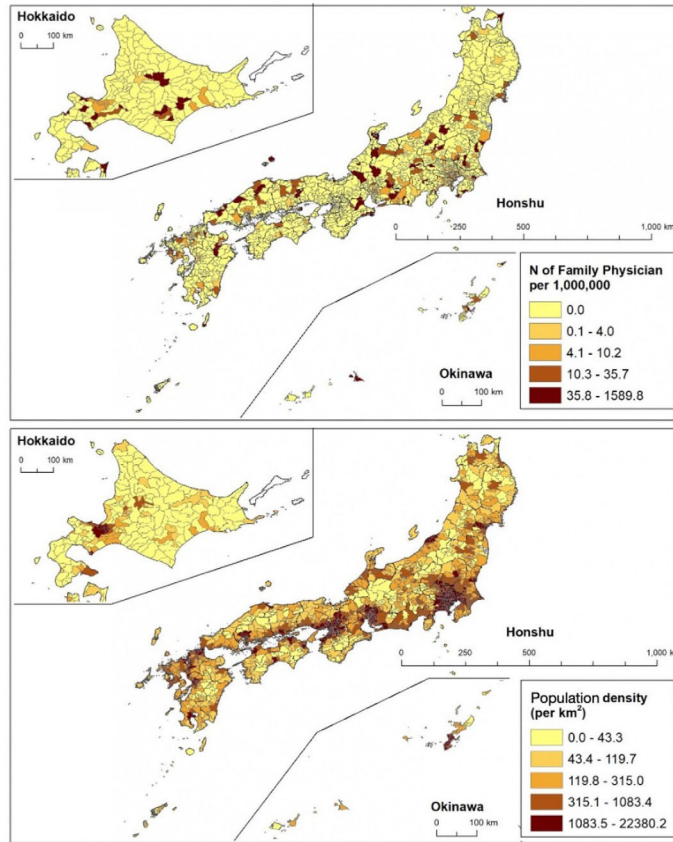 Hokkaido
0 100 km
Honshu
0 250 500 1,000 km
N of Family Physician
per 1,000,000
0.0
0.1 - 4.0
4.1 - 10.2
10.3 - 35.7
35.8 - 1589.8
Okinawa
0 100 km
Hokkaido
0 100 km
Honshu
0 250 500 1,000 km
Population density
(per km²)
0.0 - 43.3
43.4 - 119.7
119.8 - 315.0
315.1 - 1083.4
1083.5 - 22380.2
Okinawa
0 100 km